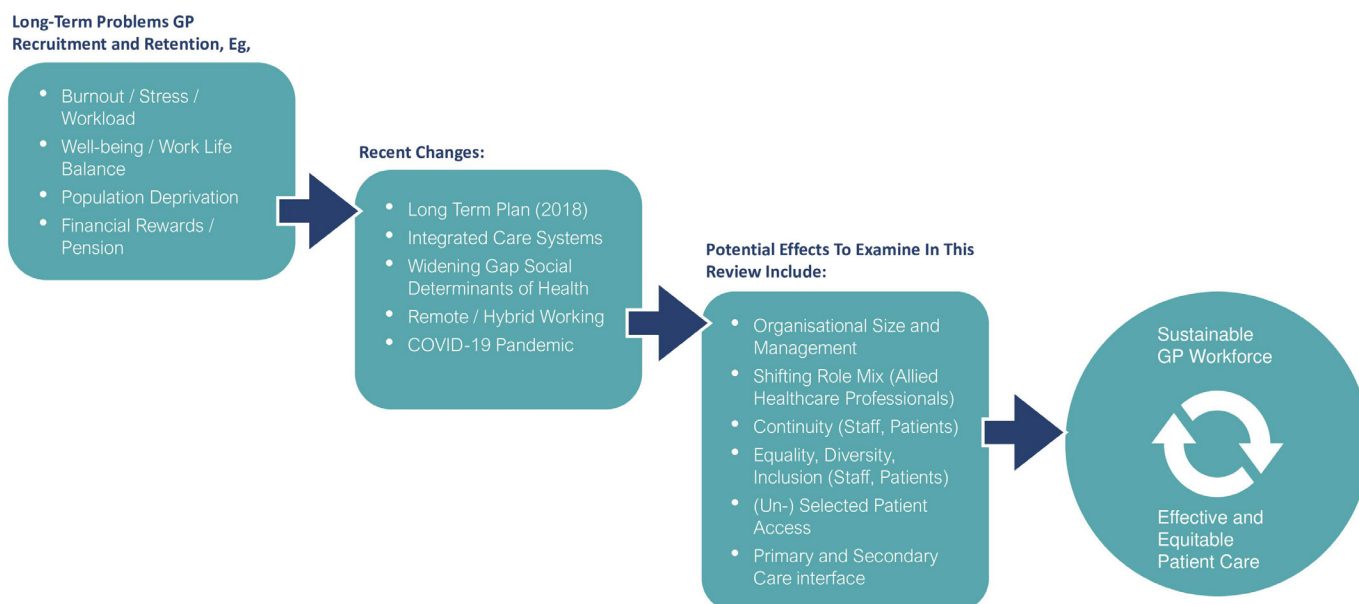 Long-Term Problems GP
Recruitment and Retention, Eg,
• Burnout / Stress /
Workload
• Well-being / Work Life
Balance
• Population Deprivation
• Financial Rewards /
Pension
Recent Changes:
• Long Term Plan (2018)
• Integrated Care Systems
• Widening Gap Social
Determinants of Health
• Remote / Hybrid Working
• COVID-19 Pandemic
Potential Effects To Examine In This
Review Include:
• Organisational Size and
Management
• Shifting Role Mix (Allied
Healthcare Professionals)
• Continuity (Staff, Patients)
• Equality, Diversity,
Inclusion (Staff, Patients)
• (Un-) Selected Patient
Access
• Primary and Secondary
Care interface
Sustainable
GP Workforce
Effective and
Equitable
Patient Care